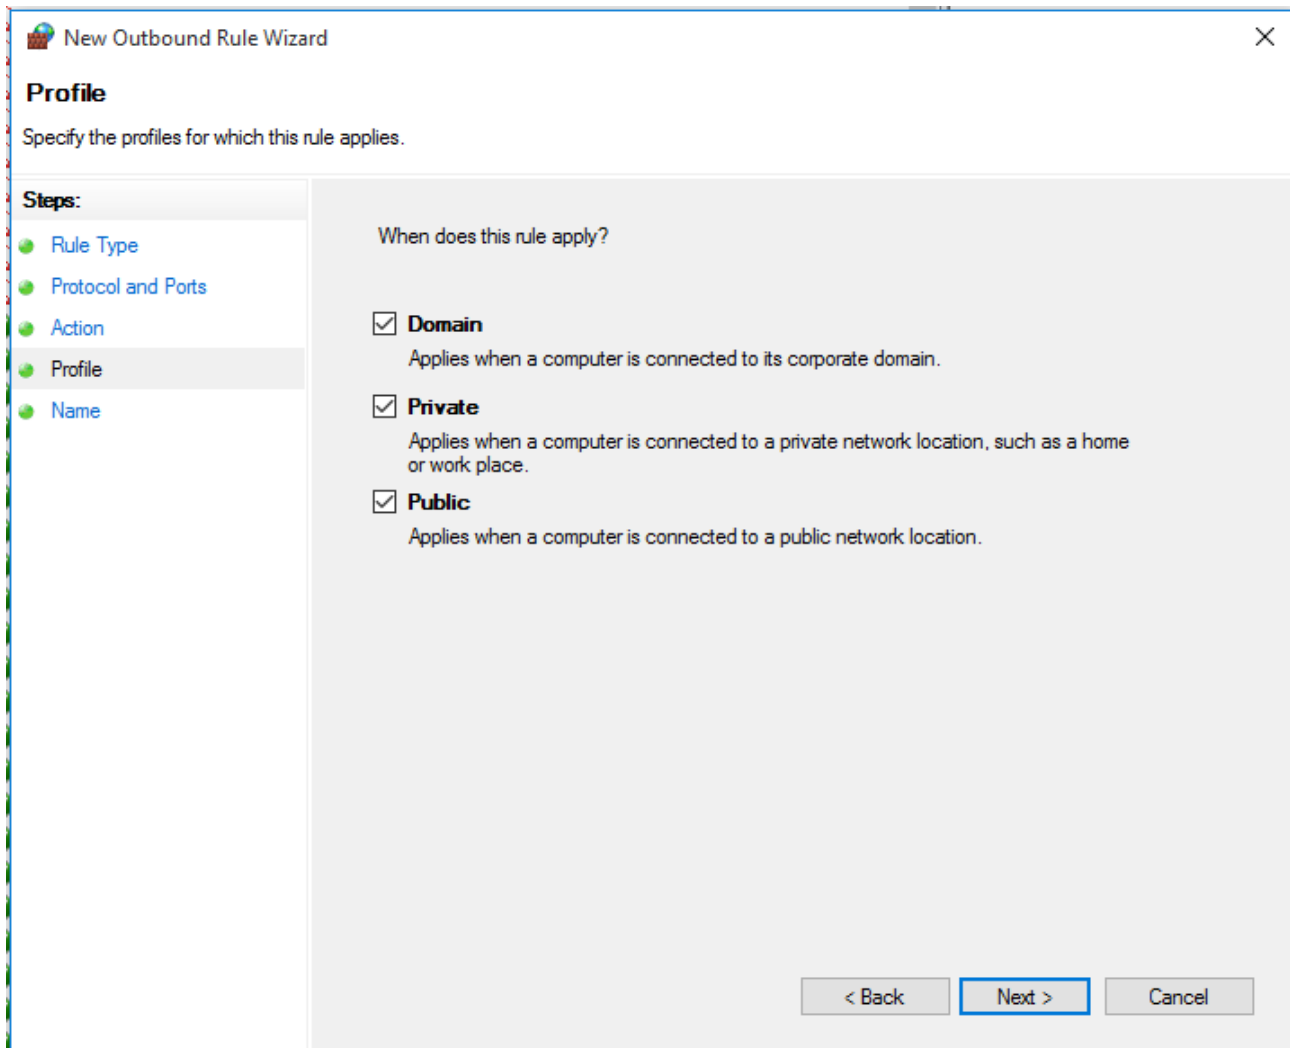 New Outbound Rule Wizard
Profile
Specify the profiles for which this rule applies.
Steps:
Rule Type
Protocol and Ports
Action
Profile
Name
When does this rule apply?
Domain
Applies when a computer is connected to its corporate domain.
Private
Applies when a computer is connected to a private network location, such as a home
or work place.
Public
Applies when a computer is connected to a public network location.
< Back
Next >
Cancel